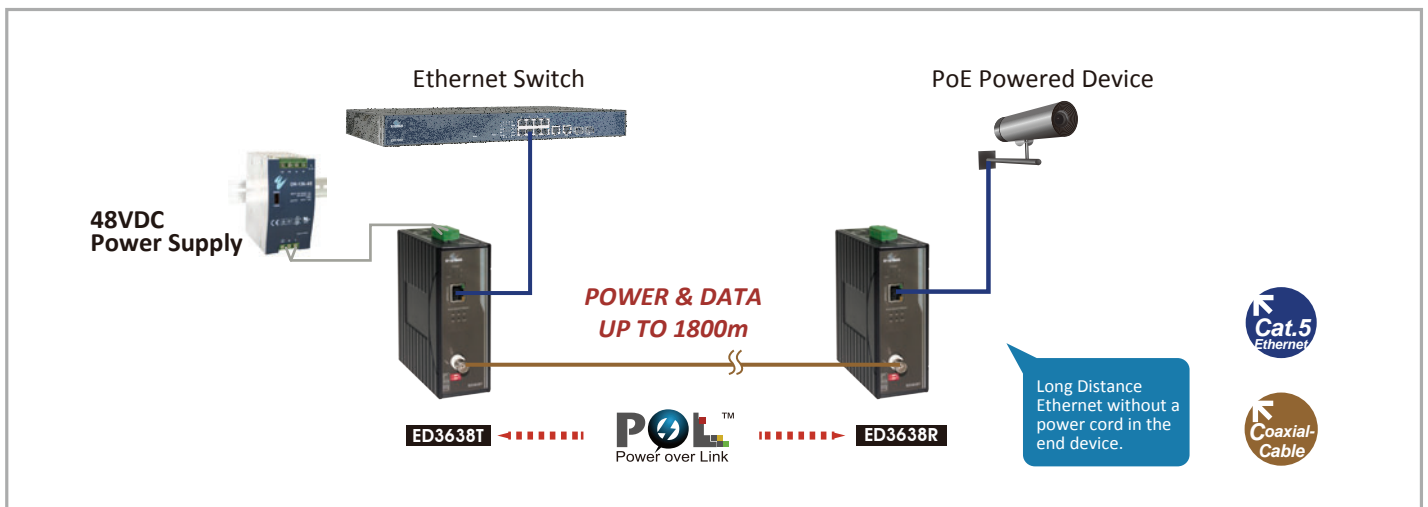 Ethernet Switch
PoE Powered Device
48VDC
Power Supply
POWER & DATA
UP TO 1800m
Cat.5
Ethernet
Long Distance
Ethernet without a
power cord in the
end device.
Coaxial-
Cable
ED3638T
POL™
Power over Link
ED3638R